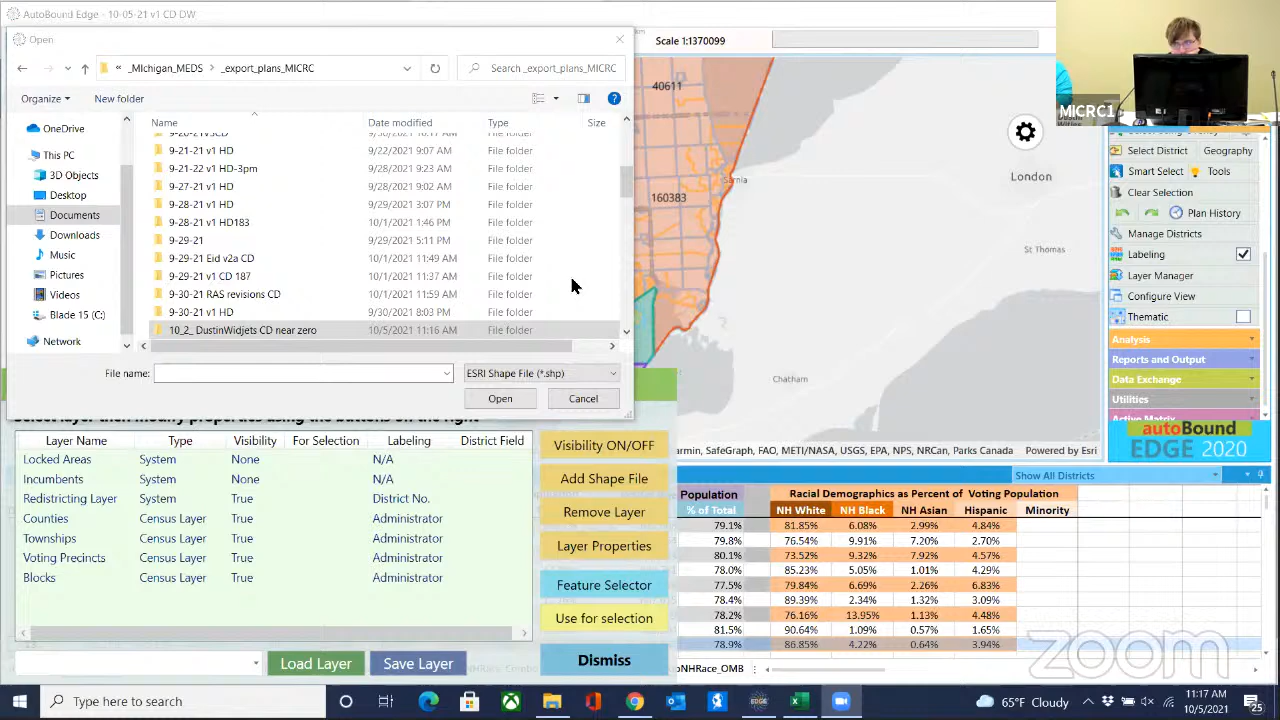 AutoBound Edge - 10-05-21 v1 CD DW
Open
Scale 1:1370099
« _MIchigan_MEDS > _export_plans_MICRC
Search _export_plans_MICRC
Organize
New folder
Name
Date modified
Type
Size
OneDrive
This PC
3D Objects
Desktop
Documents
Downloads
Music
Pictures
Videos
Blade 15 (C:)
Network
9-21-21 v1 HD 9/22/2021 9:07 AM File folder
9-21-22 v1 HD-3pm 9/28/2021 9:23 AM File folder
9-27-21 v1 HD 9/28/2021 9:02 AM File folder
9-28-21 v1 HD 9/29/2021 3:07 PM File folder
9-28-21 v1 HD183 10/1/2021 1:46 PM File folder
9-29-21 9/29/2021 5:11 PM File folder
9-29-21 Eid v2a CD 10/1/2021 11:49 AM File folder
9-29-21 v1 CD 187 10/1/2021 11:37 AM File folder
9-30-21 RAS revisions CD 10/1/2021 11:59 AM File folder
9-30-21 v1 HD 9/30/2021 8:03 PM File folder
10_2_ DustinWidjets CD near zero 10/5/2021 11:16 AM File folder
File name:
ESRI Shape File (*.shp)
Open
Cancel
40611
160383
Sarnia
London
St Thomas
Chatham
Garmin, SafeGraph, FAO, METI/NASA, USGS, EPA, NPS, NRCan, Parks Canada
Powered by Esri
MICRC1
Select District
Geography
Smart Select
Tools
Clear Selection
Plan History
Manage Districts
Labeling
Layer Manager
Configure View
Thematic
Analysis
Reports and Output
Data Exchange
Utilities
Active Matrix
autoBound
EDGE 2020
Select layer then modify properties using the buttons on the right
Layer Name Type Visibility For Selection Labeling District Field
Locked Areas System None N/A
Incumbents System None N/A
Redistricting Layer System True District No.
Counties Census Layer True Administrator
Townships Census Layer True Administrator
Voting Precincts Census Layer True Administrator
Blocks Census Layer True Administrator
Visibility ON/OFF
Add Shape File
Remove Layer
Layer Properties
Feature Selector
Use for selection
Dismiss
Load Layer
Save Layer
Show All Districts
Population Racial Demographics as Percent of Voting Population
% of Total NH White NH Black NH Asian Hispanic Minority
79.1% 81.85% 6.08% 2.99% 4.84%
79.8% 76.54% 9.91% 7.20% 2.70%
80.1% 73.52% 9.32% 7.92% 4.57%
78.0% 85.23% 5.05% 1.01% 4.29%
77.5% 79.84% 6.69% 2.26% 6.83%
78.4% 89.39% 2.34% 1.32% 3.09%
78.2% 76.16% 13.95% 1.13% 4.48%
81.5% 90.64% 1.09% 0.57% 1.65%
78.9% 86.85% 4.22% 0.64% 3.94%
NHRace_OMB
zoom
Type here to search
EDGE
65°F Cloudy
11:17 AM
10/5/2021
25